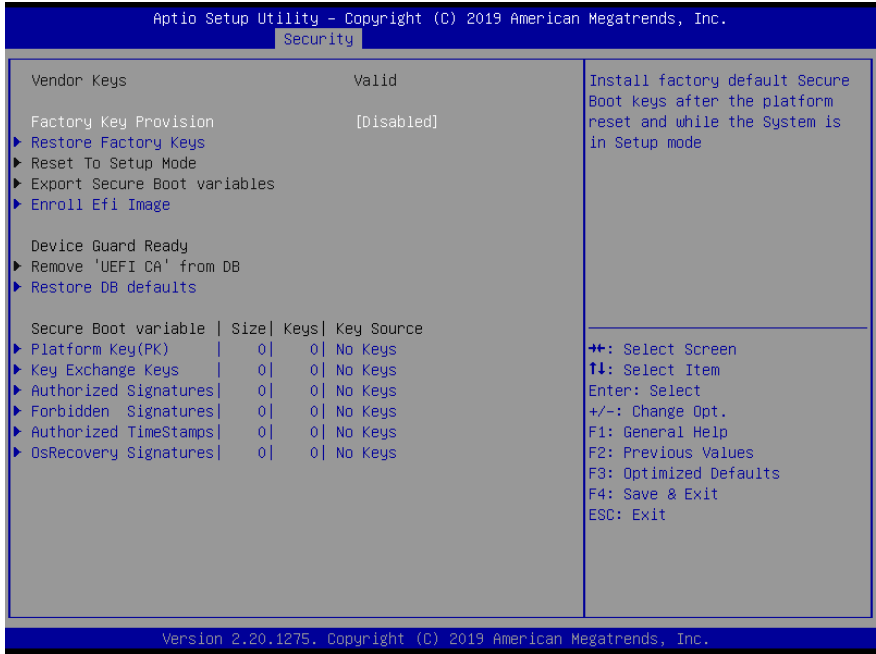 Aptio Setup Utility – Copyright (C) 2019 American Megatrends, Inc.
Security
Vendor Keys Valid
Factory Key Provision [Disabled]
Restore Factory Keys
Reset To Setup Mode
Export Secure Boot variables
Enroll Efi Image
Device Guard Ready
Remove 'UEFI CA' from DB
Restore DB defaults
Secure Boot variable | Size| Keys| Key Source
Platform Key(PK) | 0| 0| No Keys
Key Exchange Keys | 0| 0| No Keys
Authorized Signatures| 0| 0| No Keys
Forbidden Signatures| 0| 0| No Keys
Authorized TimeStamps| 0| 0| No Keys
OsRecovery Signatures| 0| 0| No Keys
Install factory default Secure
Boot keys after the platform
reset and while the System is
in Setup mode
→←: Select Screen
↑↓: Select Item
Enter: Select
+/-: Change Opt.
F1: General Help
F2: Previous Values
F3: Optimized Defaults
F4: Save & Exit
ESC: Exit
Version 2.20.1275. Copyright (C) 2019 American Megatrends, Inc.